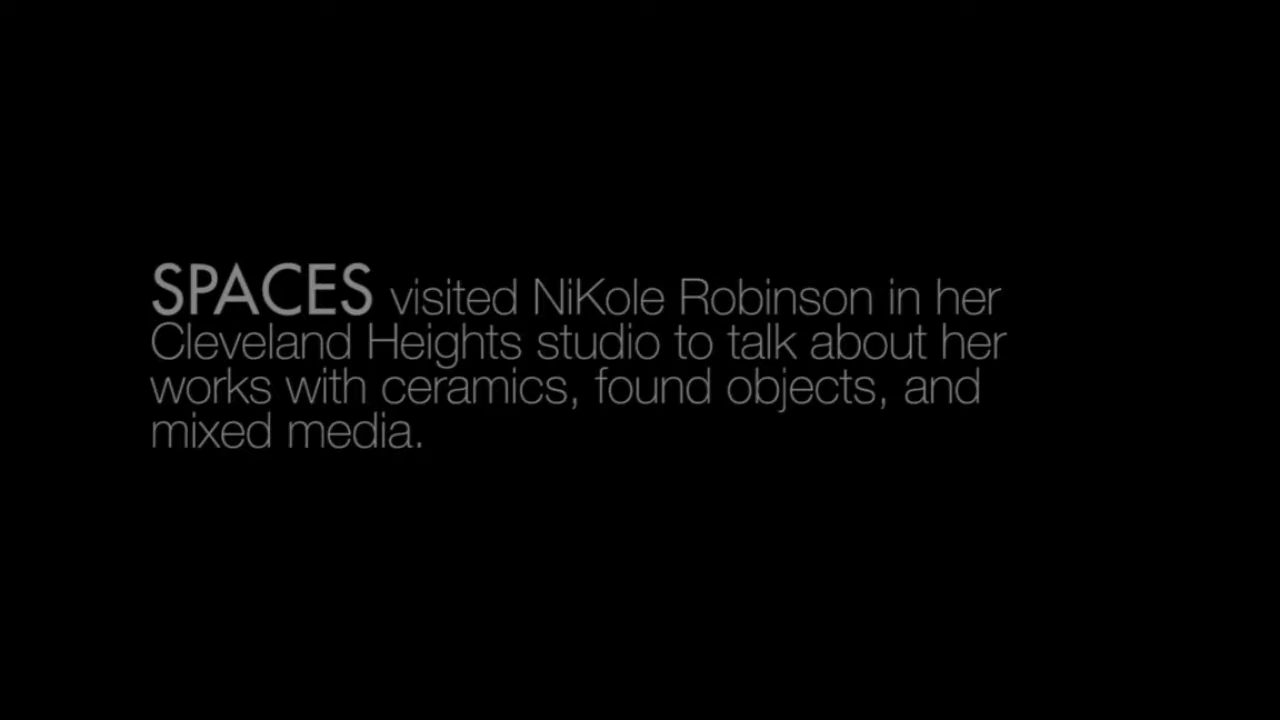 SPACES visited NiKole Robinson in her
Cleveland Heights studio to talk about her
works with ceramics, found objects, and
mixed media.